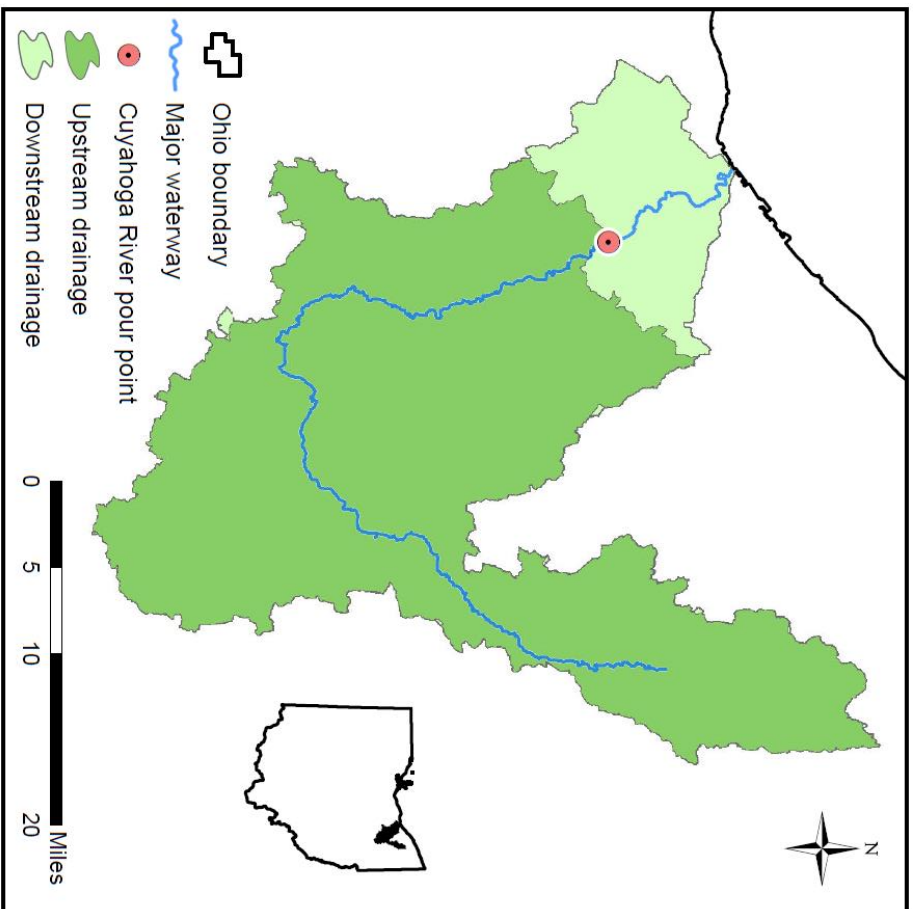 N
Ohio boundary
Major waterway
Cuyahoga River pour point
Upstream drainage
Downstream drainage
0 5 10 20
Miles